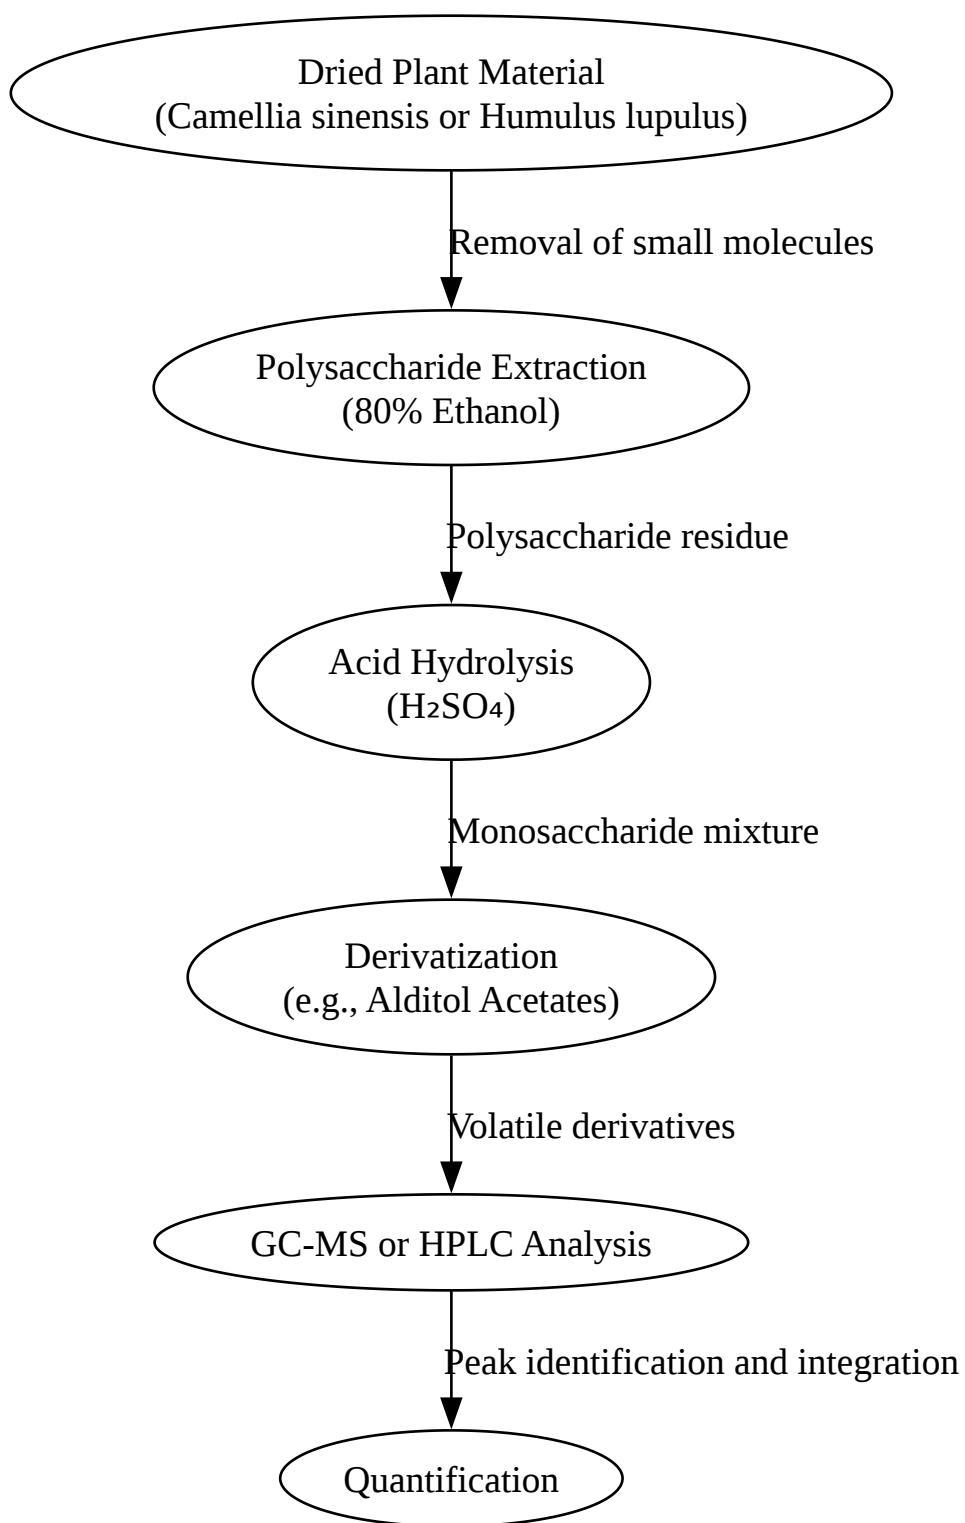 Dried Plant Material
(Camellia sinensis or Humulus lupulus)
Removal of small molecules
Polysaccharide Extraction
(80% Ethanol)
Polysaccharide residue
Acid Hydrolysis
(H₂SO₄)
Monosaccharide mixture
Derivatization
(e.g., Alditol Acetates)
Volatile derivatives
GC-MS or HPLC Analysis
Peak identification and integration
Quantification